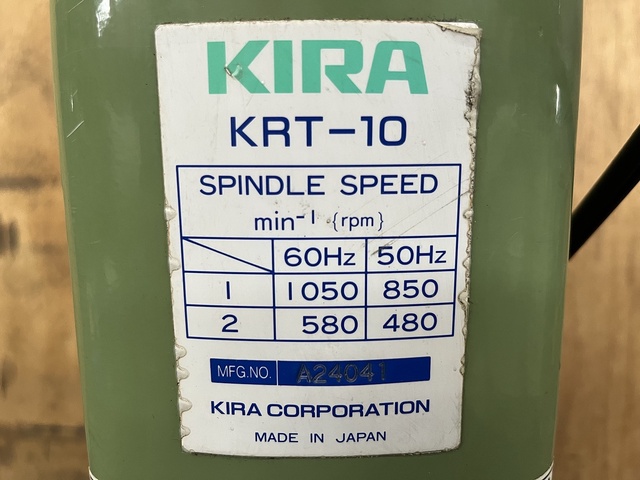 KIRA
KRT-10
SPINDLE SPEED
min-1 {rpm}
60Hz 50Hz
1 1050 850
2 580 480
MFG.NO. A24041
KIRA CORPORATION
MADE IN JAPAN